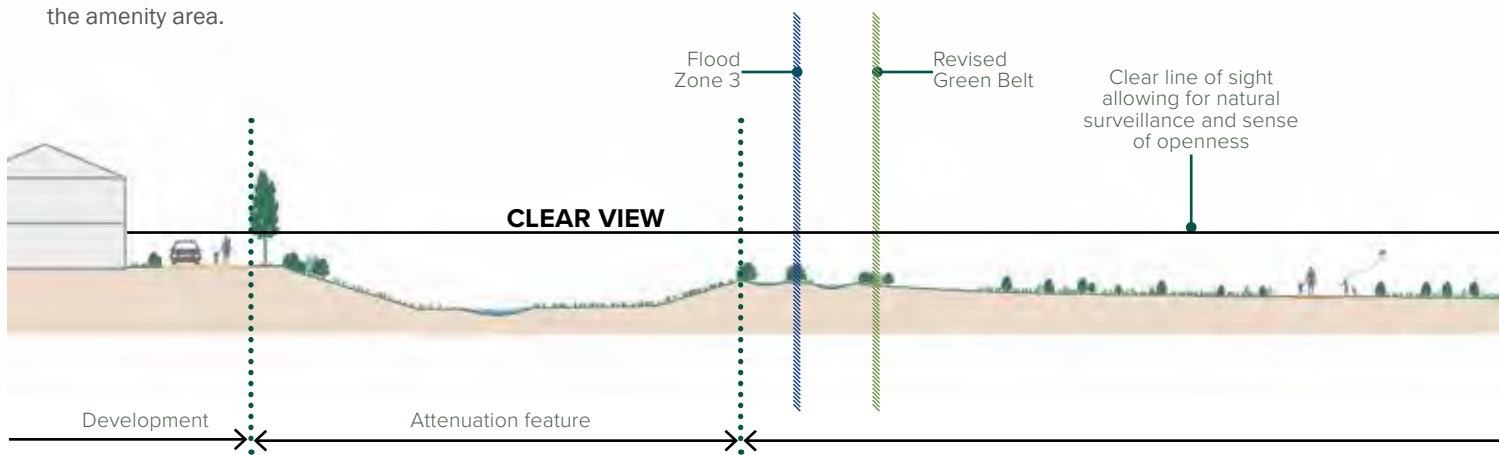 the amenity area.
Flood
Zone 3
Revised
Green Belt
Clear line of sight
allowing for natural
surveillance and sense
of openness
CLEAR VIEW
Development
Attenuation feature